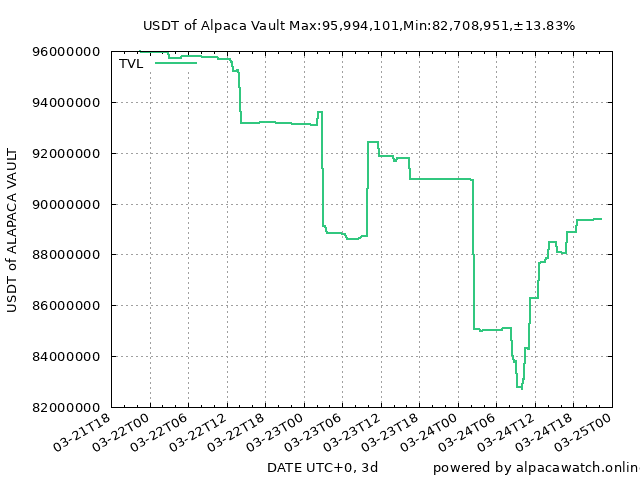 USDT of Alpaca Vault Max:95,994,101,Min:82,708,951,±13.83%
TVL
96000000
94000000
92000000
90000000
88000000
86000000
84000000
82000000
USDT of ALAPACA VAULT
03-21T18
03-22T00
03-22T06
03-22T12
03-22T18
03-23T00
03-23T06
03-23T12
03-23T18
03-24T00
03-24T06
03-24T12
03-24T18
03-25T00
DATE UTC+0, 3d
powered by alpacawatch.onlin